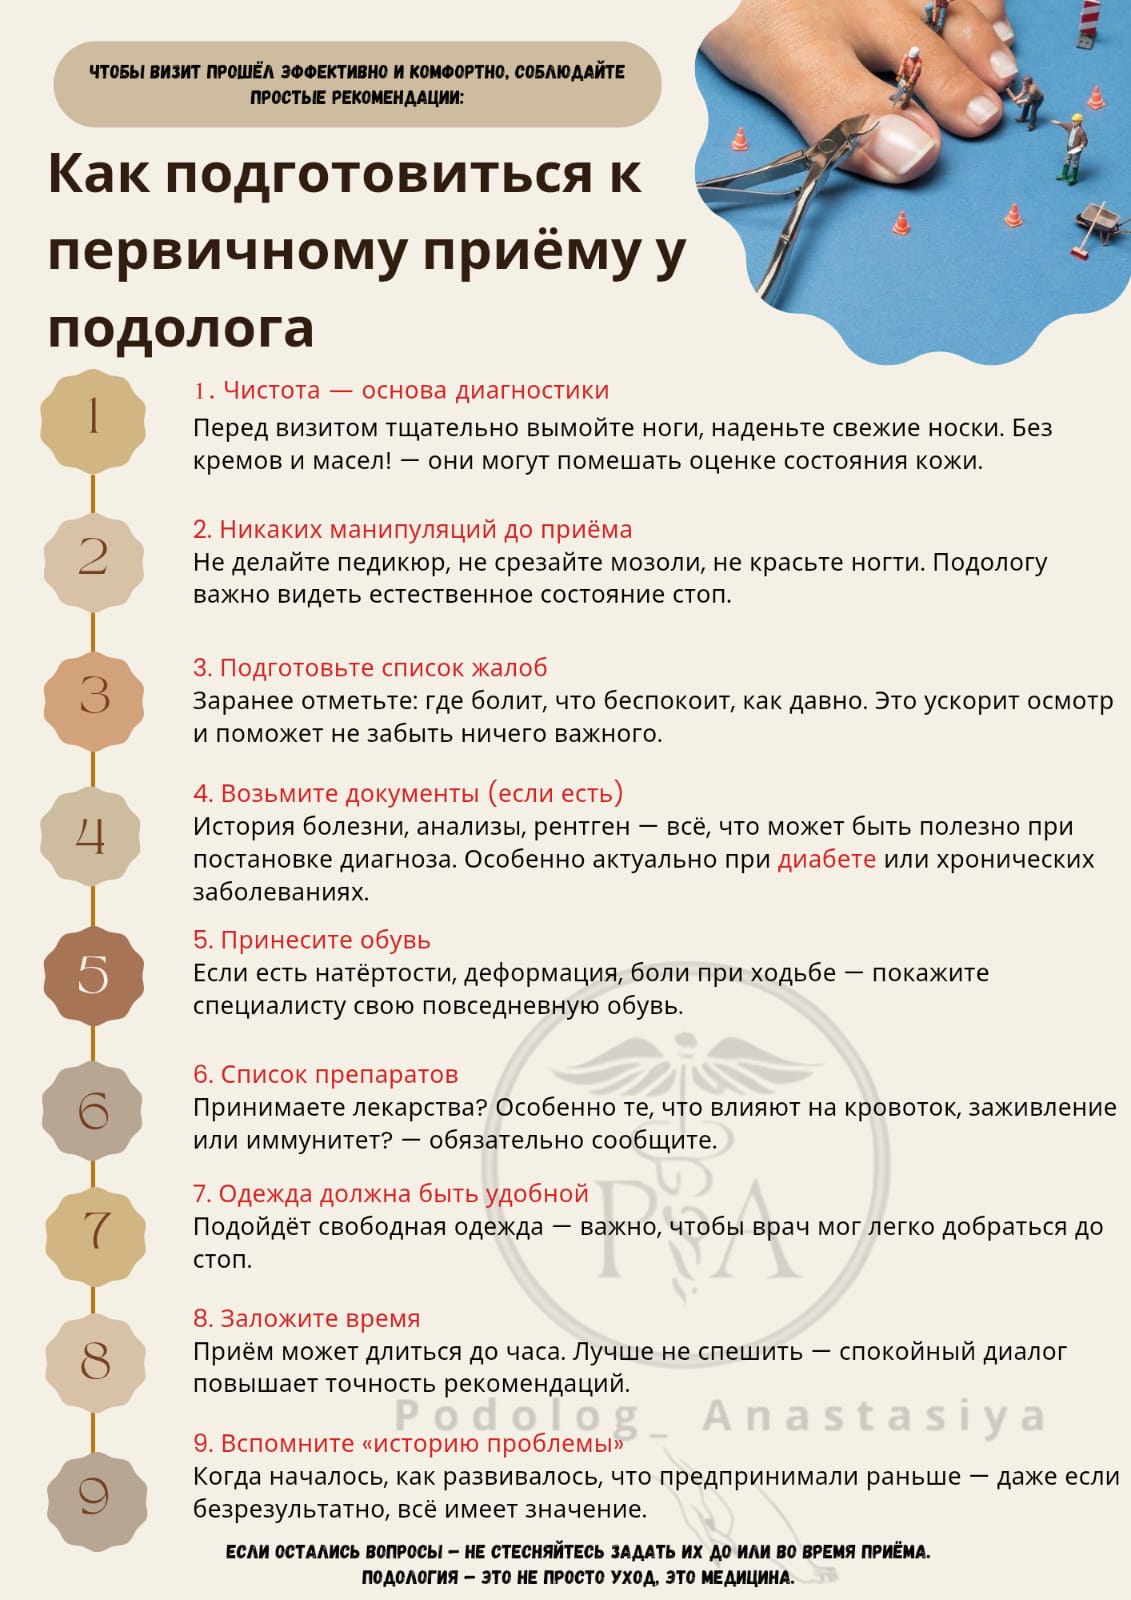 ЧТОБЫ ВИЗИТ ПРОШЁЛ ЭФФЕКТИВНО И КОМФОРТНО, СОБЛЮДАЙТЕ
ПРОСТЫЕ РЕКОМЕНДАЦИИ:
Как подготовиться к
первичному приёму у
подолога
1
1. Чистота — основа диагностики
Перед визитом тщательно вымойте ноги, наденьте свежие носки. Без
кремов и масел! — они могут помешать оценке состояния кожи.
2
2. Никаких манипуляций до приёма
Не делайте педикюр, не срезайте мозоли, не красьте ногти. Подологу
важно видеть естественное состояние стоп.
3
3. Подготовьте список жалоб
Заранее отметьте: где болит, что беспокоит, как давно. Это ускорит осмотр
и поможет не забыть ничего важного.
4
4. Возьмите документы (если есть)
История болезни, анализы, рентген — всё, что может быть полезно при
постановке диагноза. Особенно актуально при диабете или хронических
заболеваниях.
5
5. Принесите обувь
Если есть натёртости, деформация, боли при ходьбе — покажите
специалисту свою повседневную обувь.
6
6. Список препаратов
Принимаете лекарства? Особенно те, что влияют на кровоток, заживление
или иммунитет? — обязательно сообщите.
7
7. Одежда должна быть удобной
Подойдёт свободная одежда — важно, чтобы врач мог легко добраться до
стоп.
P A
8
8. Заложите время
Приём может длиться до часа. Лучше не спешить — спокойный диалог
повышает точность рекомендаций.
Podolog_ Anastasiya
9
9. Вспомните «историю проблемы»
Когда началось, как развивалось, что предпринимали раньше — даже если
безрезультатно, всё имеет значение.
ЕСЛИ ОСТАЛИСЬ ВОПРОСЫ – НЕ СТЕСНЯЙТЕСЬ ЗАДАТЬ ИХ ДО ИЛИ ВО ВРЕМЯ ПРИЁМА.
ПОДОЛОГИЯ – ЭТО НЕ ПРОСТО УХОД, ЭТО МЕДИЦИНА.